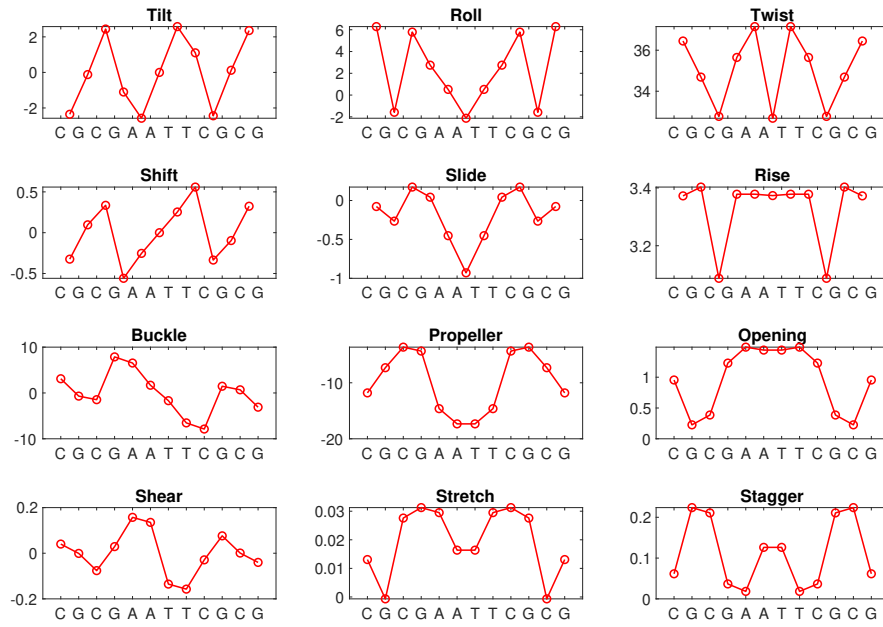 Tilt
2
0
-2
C G C G A A T T C G C G
Roll
6
4
2
0
-2
C G C G A A T T C G C G
Twist
36
34
C G C G A A T T C G C G
Shift
0.5
0
-0.5
C G C G A A T T C G C G
Slide
0
-0.5
-1
C G C G A A T T C G C G
Rise
3.4
3.2
C G C G A A T T C G C G
Buckle
10
0
-10
C G C G A A T T C G C G
Propeller
-10
-20
C G C G A A T T C G C G
Opening
1
0.5
0
C G C G A A T T C G C G
Shear
0.2
0
-0.2
C G C G A A T T C G C G
Stretch
0.03
0.02
0.01
0
C G C G A A T T C G C G
Stagger
0.2
0.1
0
C G C G A A T T C G C G